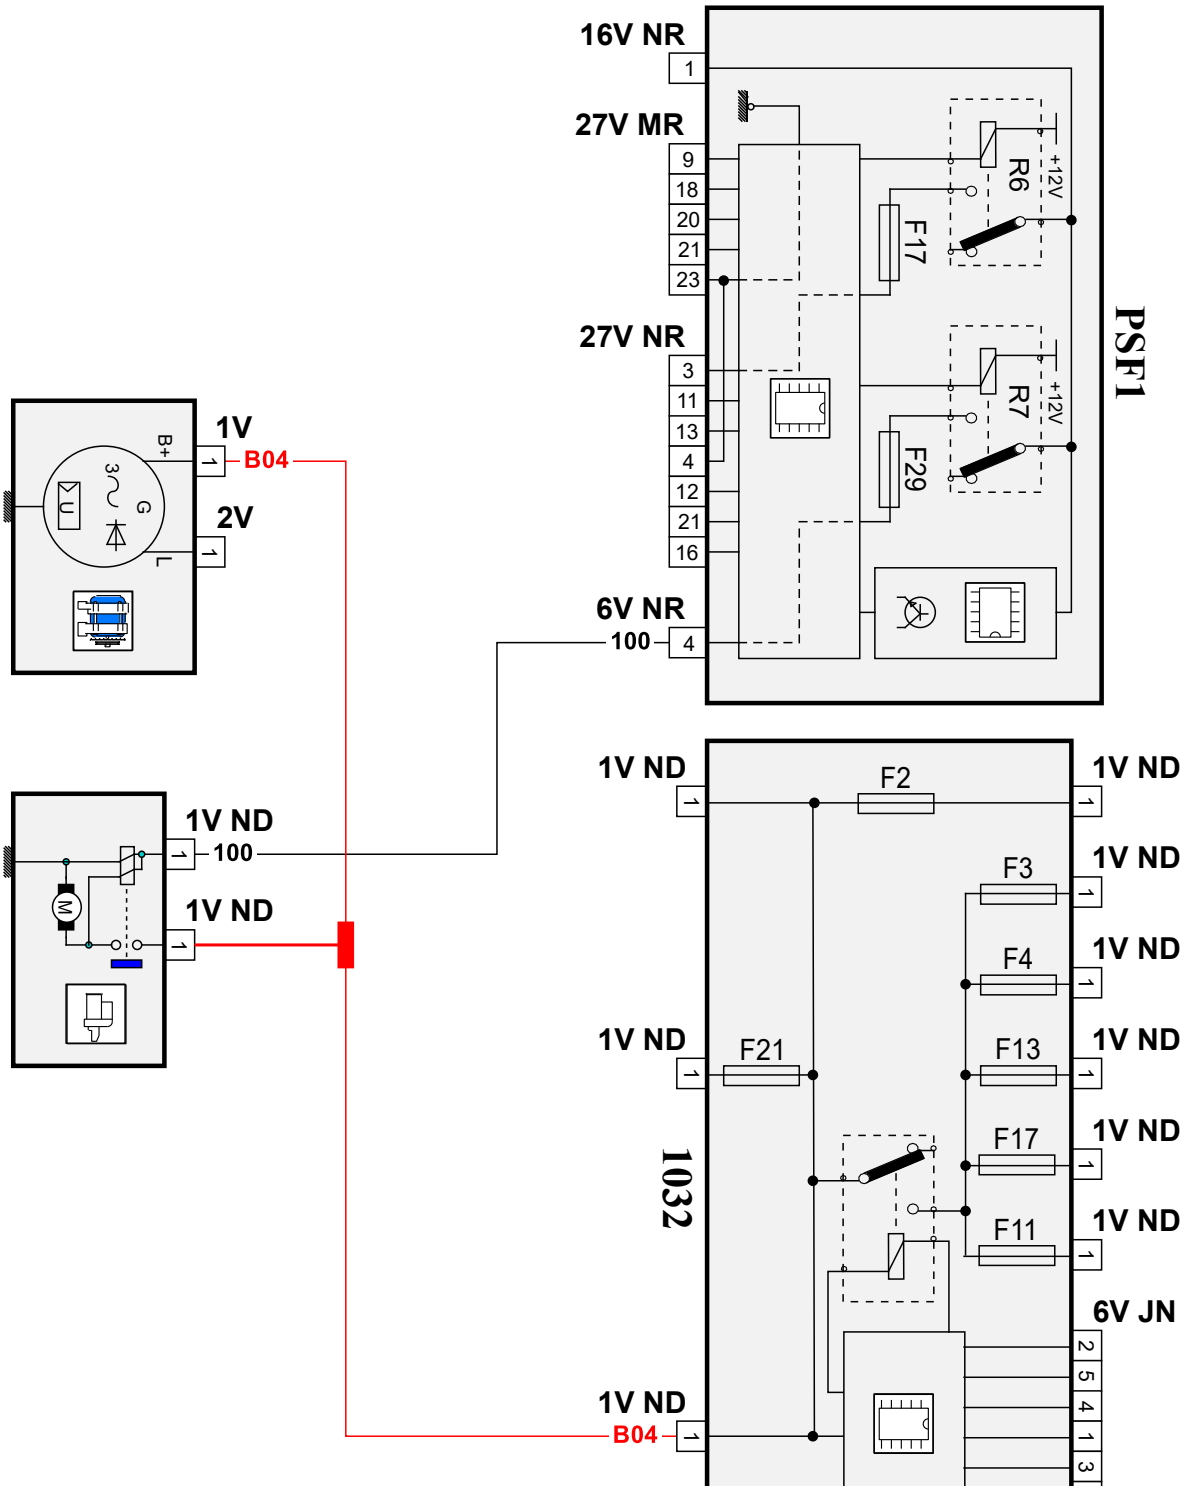 16V NR
1
27V MR
9
18
20
21
23
27V NR
3
11
13
4
12
21
16
6V NR
100
4
+12V
R6
F17
+12V
R7
F29
PSF1
1V
1
B04
2V
1
B+
L
3
G
U
1V ND
1
100
1V ND
1
M
1V ND
1
F2
1V ND
1
1V ND
F3
1
1V ND
F4
1
1V ND
1
F21
1V ND
F13
1
1V ND
F17
1
1V ND
F11
1
1032
6V JN
2
5
4
1
3
1V ND
B04
1